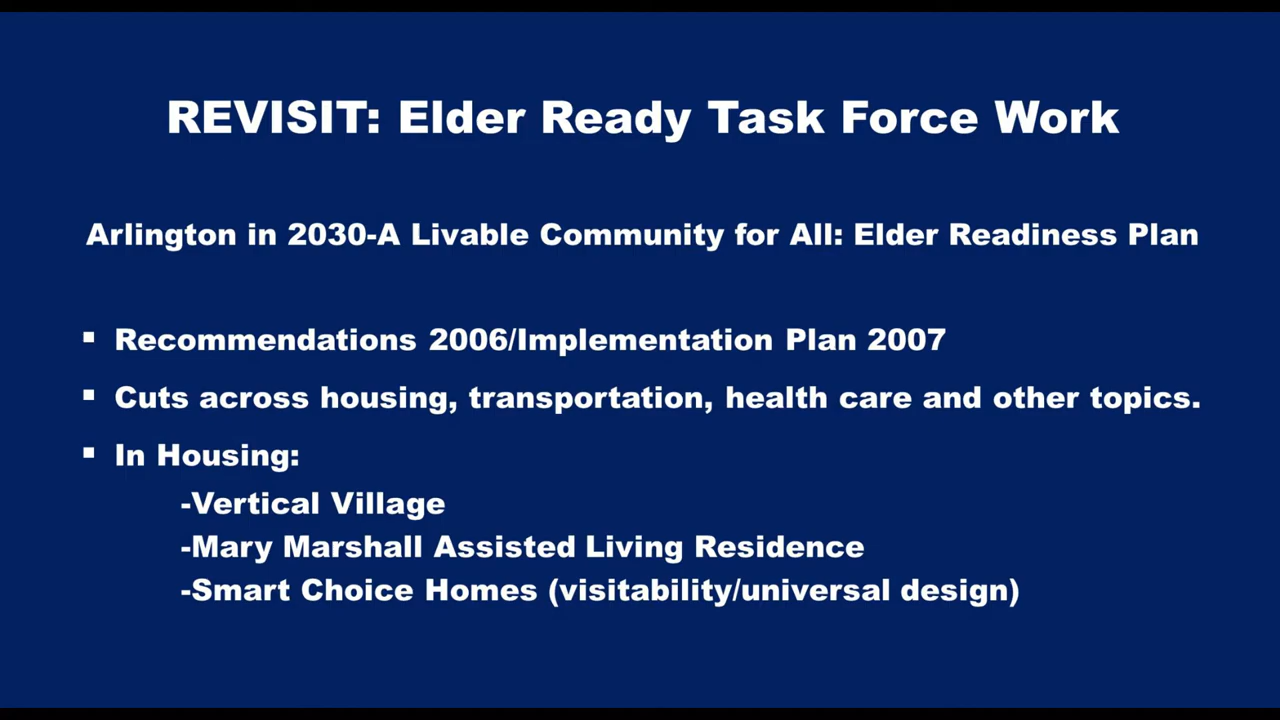 REVISIT: Elder Ready Task Force Work
Arlington in 2030-A Livable Community for All: Elder Readiness Plan
▪ Recommendations 2006/Implementation Plan 2007
▪ Cuts across housing, transportation, health care and other topics.
▪ In Housing:
-Vertical Village
-Mary Marshall Assisted Living Residence
-Smart Choice Homes (visitability/universal design)